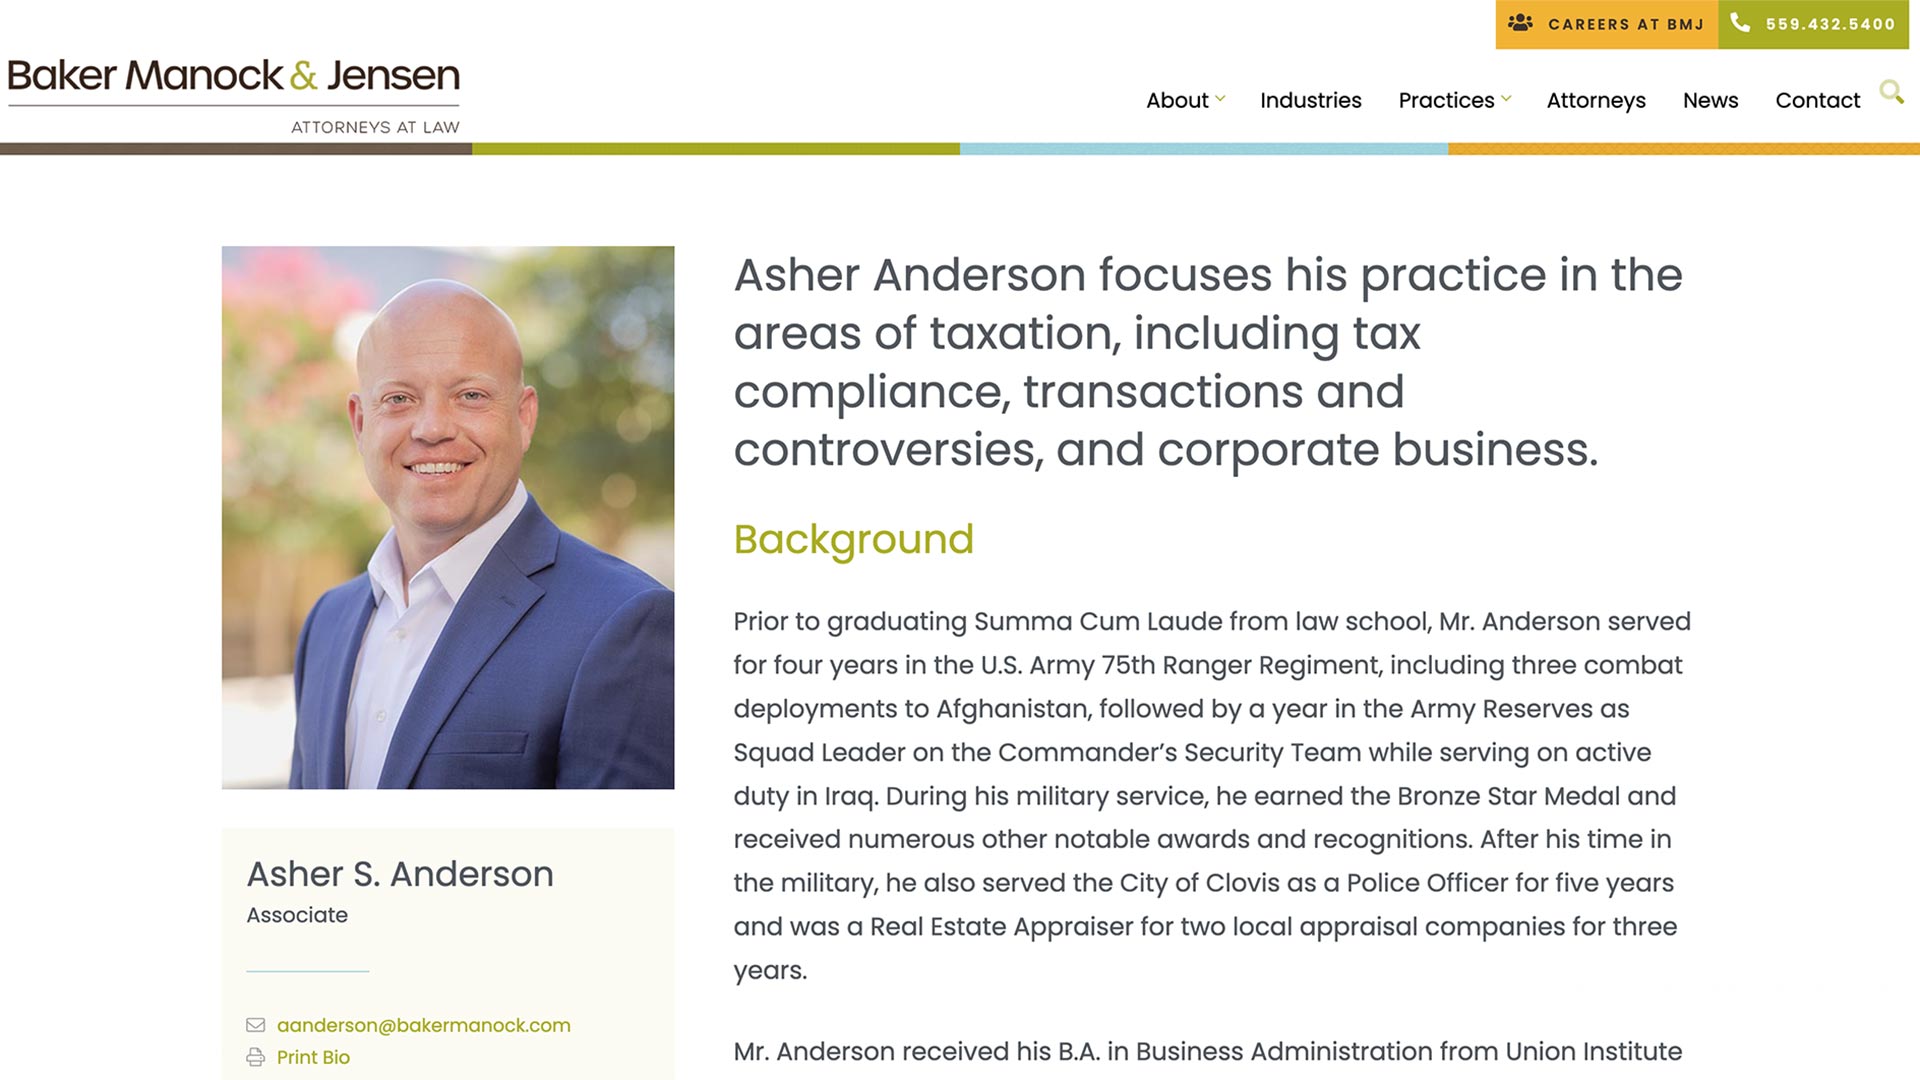 CAREERS AT BMJ
559.432.5400
Baker Manock & Jensen
ATTORNEYS AT LAW
About
Industries
Practices
Attorneys
News
Contact
Asher Anderson focuses his practice in the
areas of taxation, including tax
compliance, transactions and
controversies, and corporate business.
Background
Prior to graduating Summa Cum Laude from law school, Mr. Anderson served
for four years in the U.S. Army 75th Ranger Regiment, including three combat
deployments to Afghanistan, followed by a year in the Army Reserves as
Squad Leader on the Commander’s Security Team while serving on active
duty in Iraq. During his military service, he earned the Bronze Star Medal and
received numerous other notable awards and recognitions. After his time in
the military, he also served the City of Clovis as a Police Officer for five years
and was a Real Estate Appraiser for two local appraisal companies for three
years.
Mr. Anderson received his B.A. in Business Administration from Union Institute
Asher S. Anderson
Associate
aanderson@bakermanock.com
Print Bio